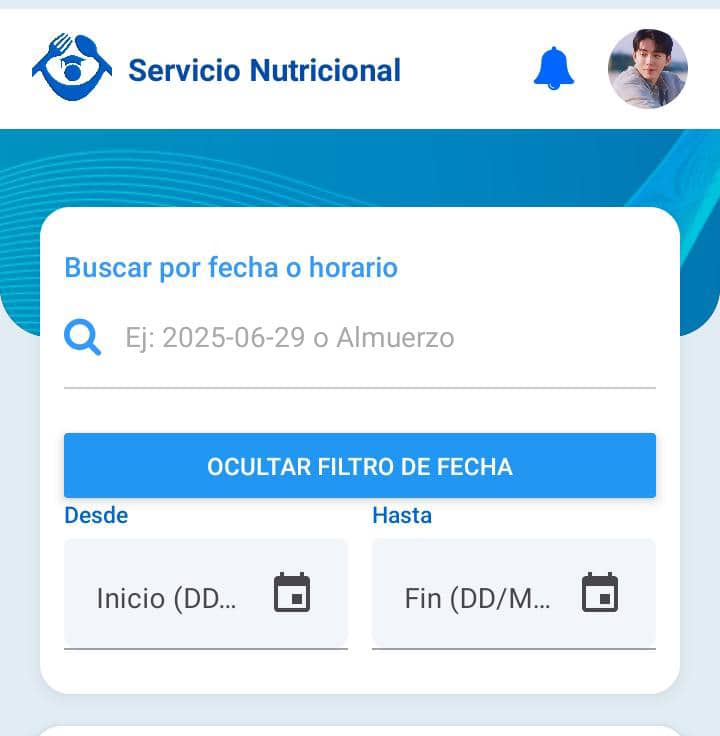 Servicio Nutricional
Buscar por fecha o horario
Ej: 2025-06-29 o Almuerzo
OCULTAR FILTRO DE FECHA
Desde Hasta
Inicio (DD... Fin (DD/M...